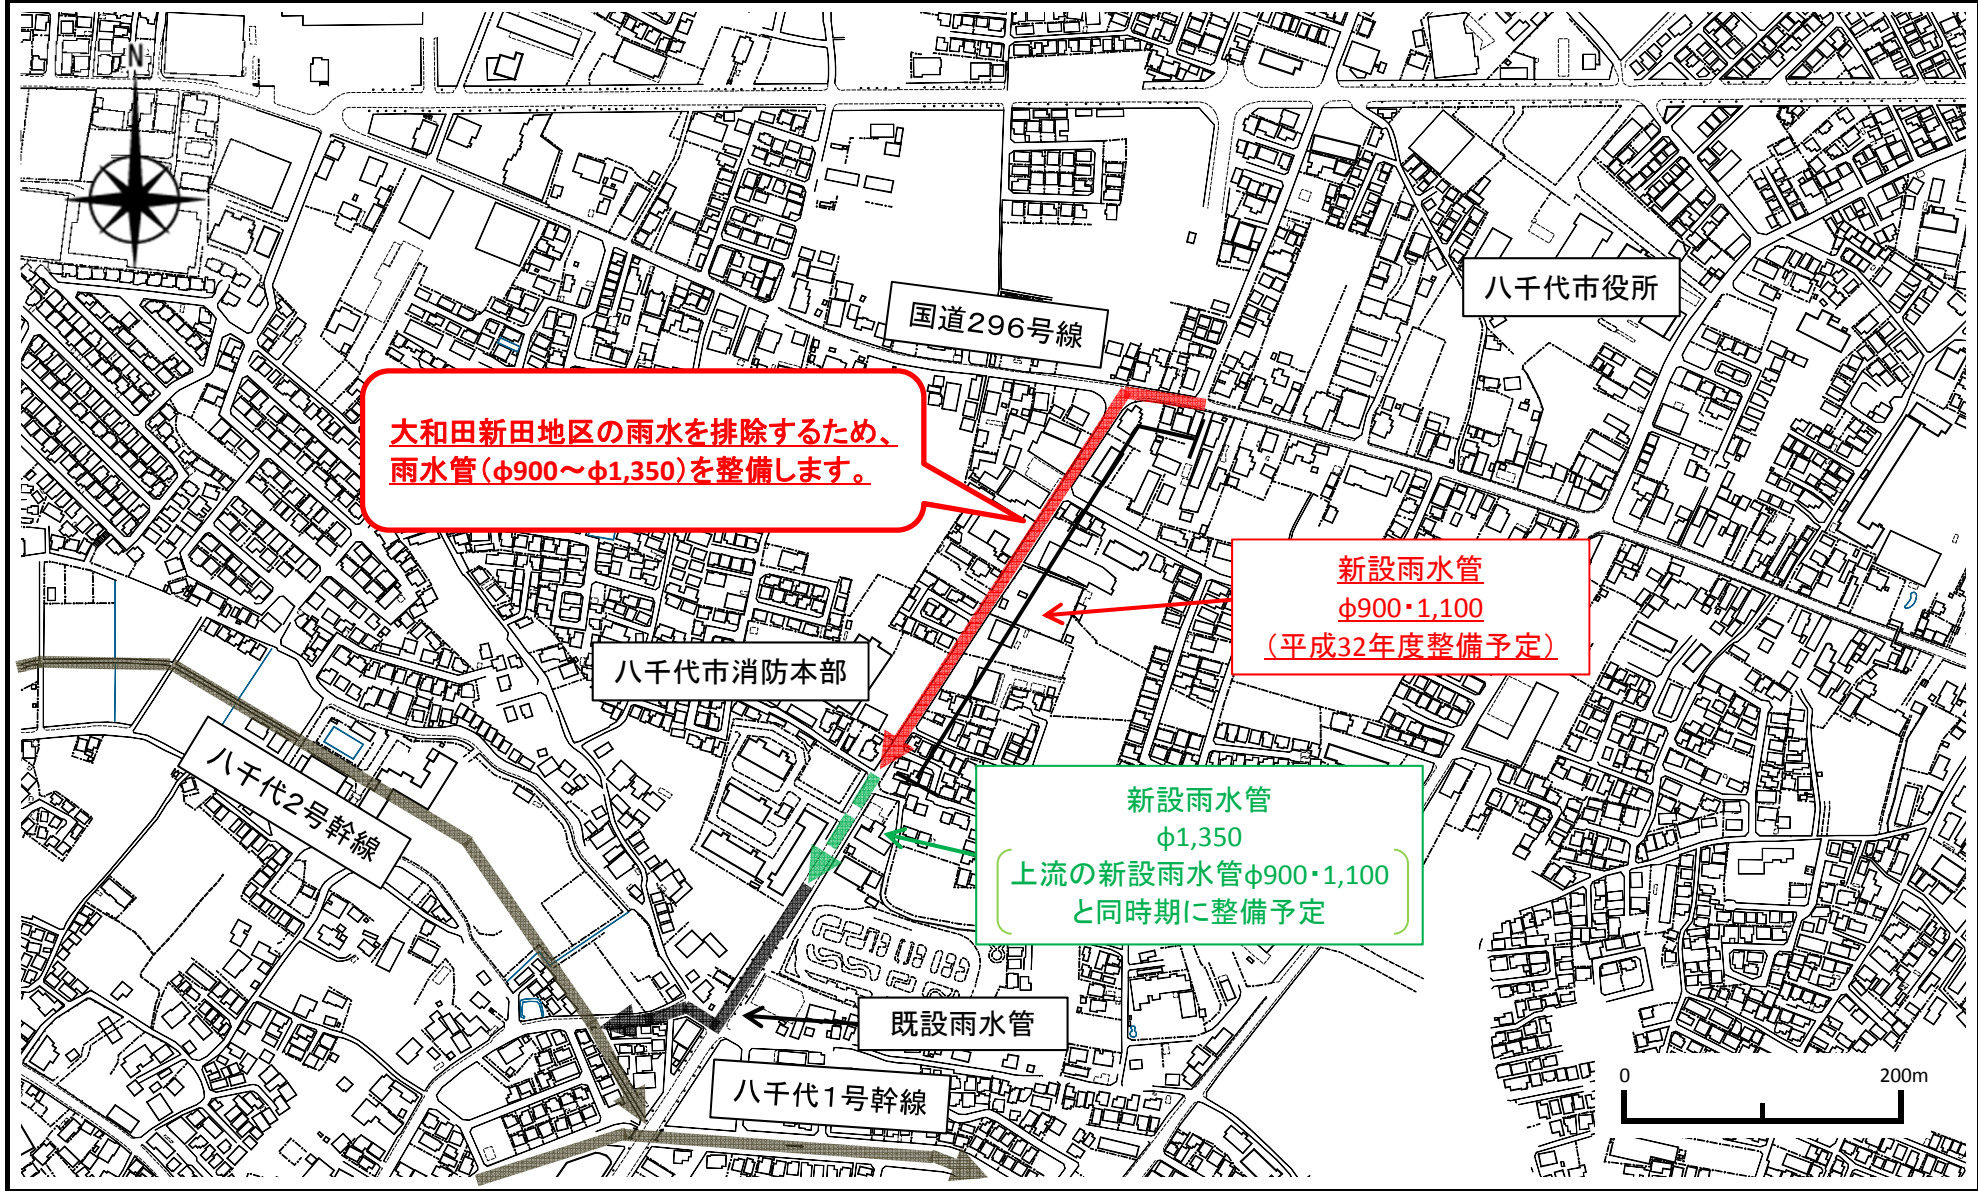 N
八千代市役所
国道296号線
大和田新田地区の雨水を排除するため、
雨水管(φ900～φ1,350)を整備します。
新設雨水管
φ900・1,100
(平成32年度整備予定)
八千代市消防本部
八千代2号幹線
新設雨水管
φ1,350
上流の新設雨水管φ900・1,100
と同時期に整備予定
既設雨水管
八千代1号幹線
0 200m